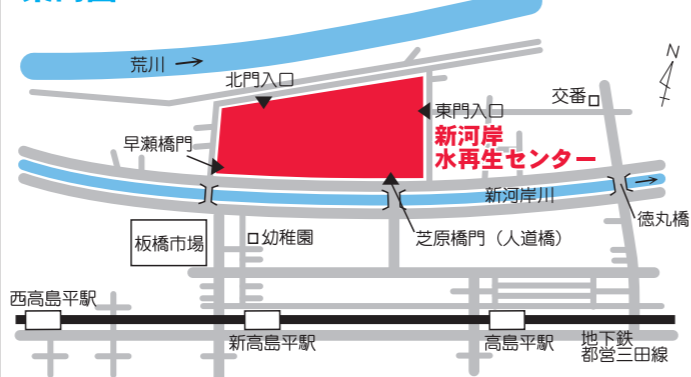 荒川
北門入口
N
交番
東門入口
早瀬橋門
新河岸
水再生センター
新河岸川
徳丸橋
板橋市場
幼稚園
芝原橋門（人道橋）
西高島平駅
新高島平駅
高島平駅
地下鉄
都営三田線